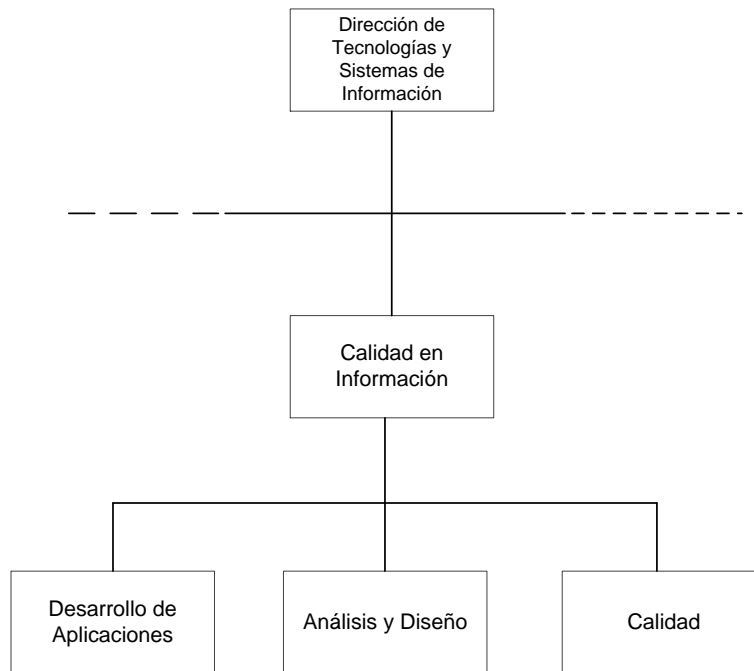 Dirección de
Tecnologías y
Sistemas de
Información
Calidad en
Información
Desarrollo de
Aplicaciones
Análisis y Diseño
Calidad